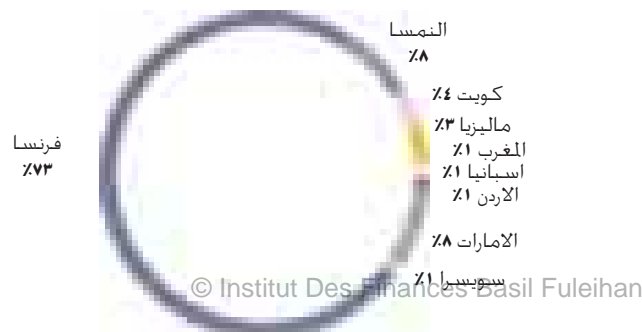 النمسا
٪٨
كويت ٪٤
ماليزيا ٪٣
المغرب ٪١
اسبانيا ٪١
الاردن ٪١
فرنسا
٪٧٣
الامارات ٪٨
سويسرا ٪١
© Institut Des Finances Basil Fuleihan